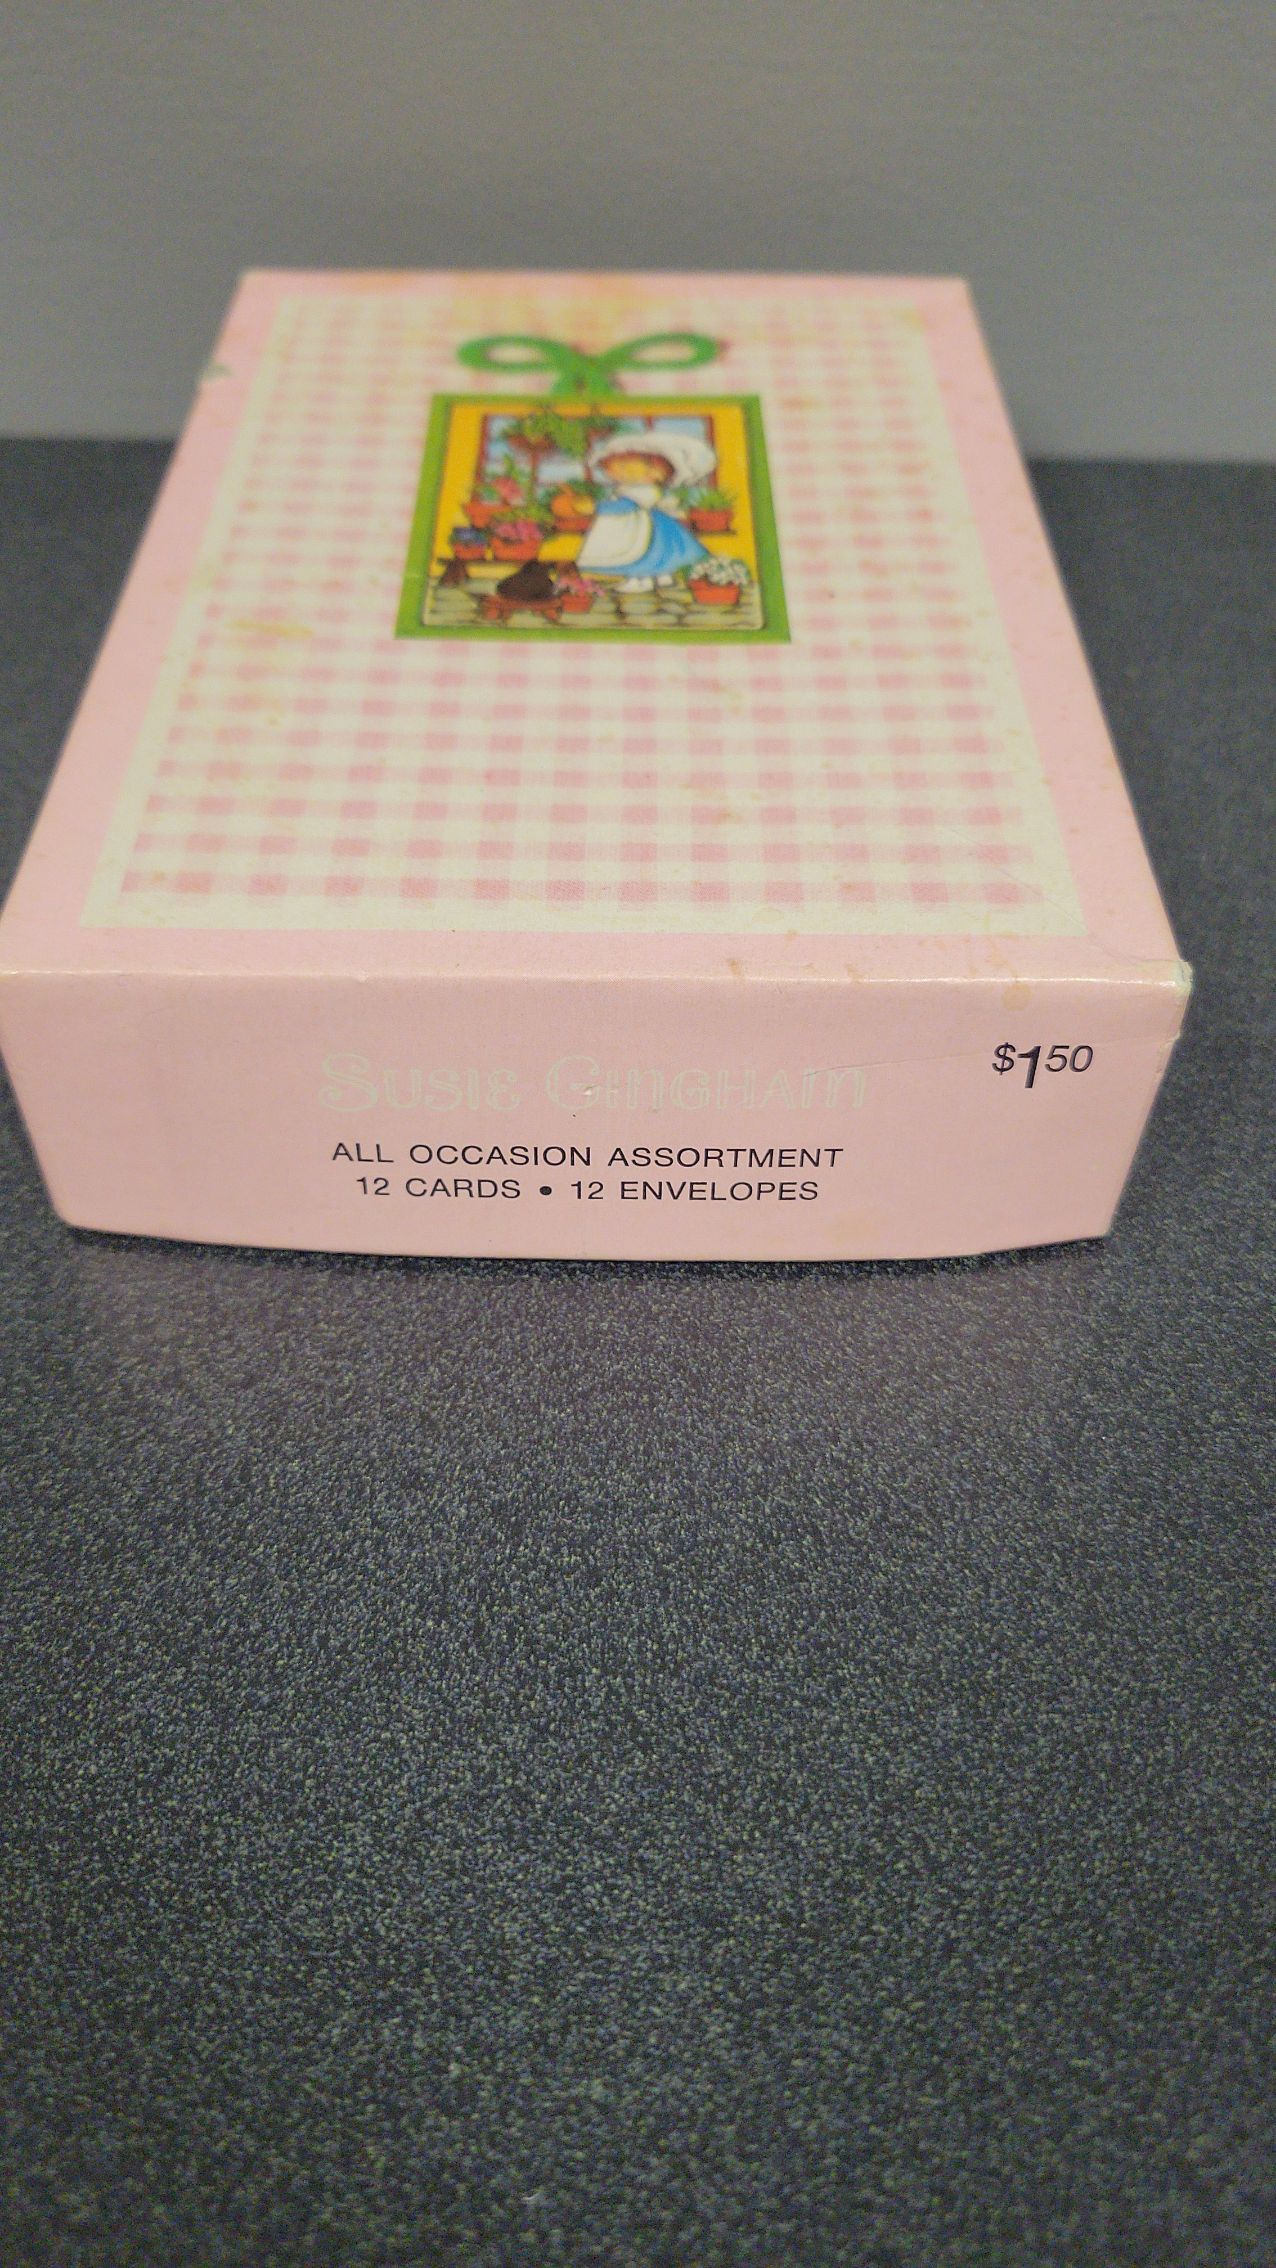 $1 50
SUSIE GINGHAM
ALL OCCASION ASSORTMENT
12 CARDS • 12 ENVELOPES